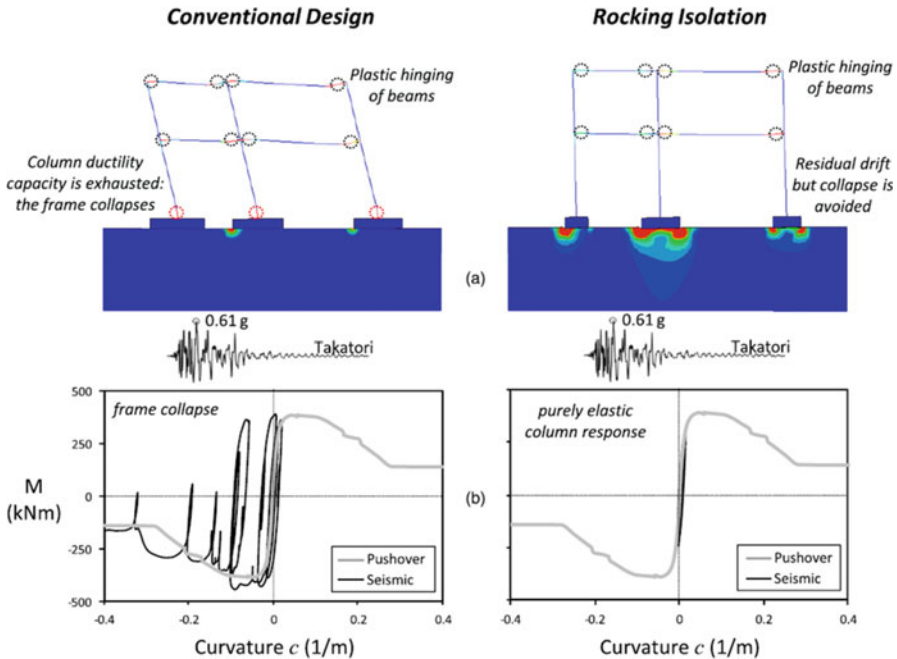 Conventional Design
Rocking Isolation
Plastic hinging
of beams
Column ductility
capacity is exhausted:
the frame collapses
Plastic hinging
of beams
Residual drift
but collapse is
avoided
(a)
0.61 g
Takatori
0.61 g
Takatori
500
250
0
-250
-500
M
(kNm)
frame collapse
Pushover
Seismic
-0.4
-0.2
0
0.2
0.4
Curvature c (1/m)
(b)
purely elastic
column response
Pushover
Seismic
-0.4
-0.2
0
0.2
0.4
Curvature c (1/m)